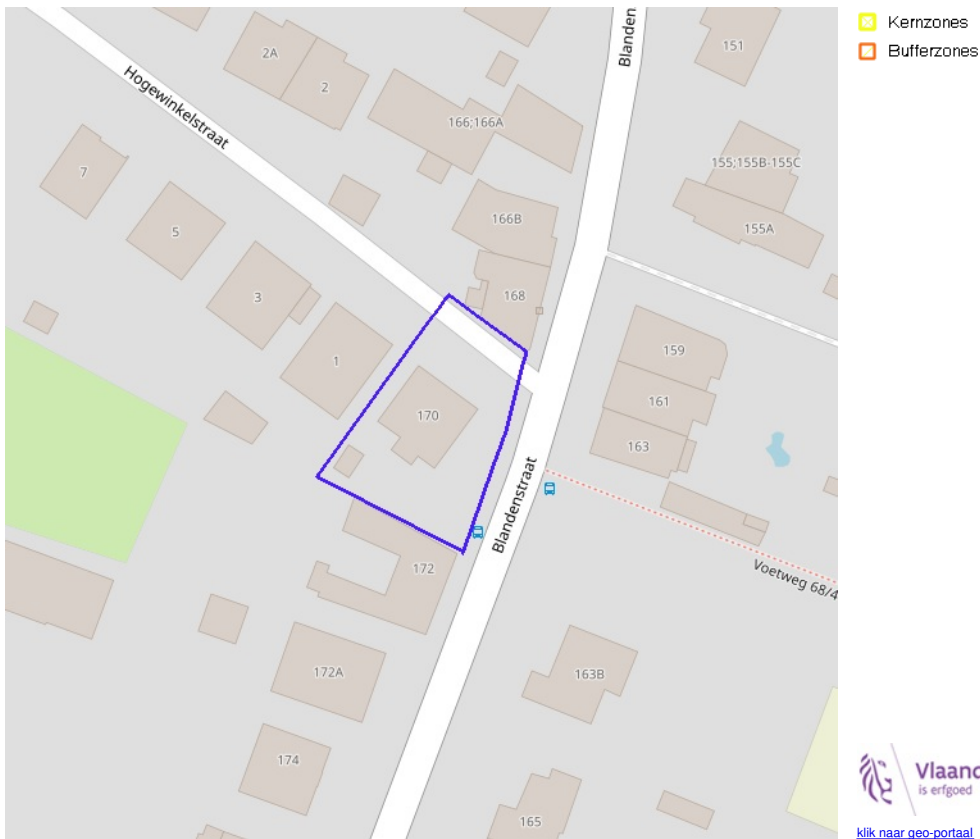 Kernzones
Bufferzones
Blanden
151
2A
2
Hogewinkelstraat
166;166A
7
155;155B-155C
5
166B
155A
3
168
1
159
161
170
163
Blandenstraat
172
Voetweg 68/4
172A
163B
174
165
Vlaand
is erfgoed
klik naar geo-portaal